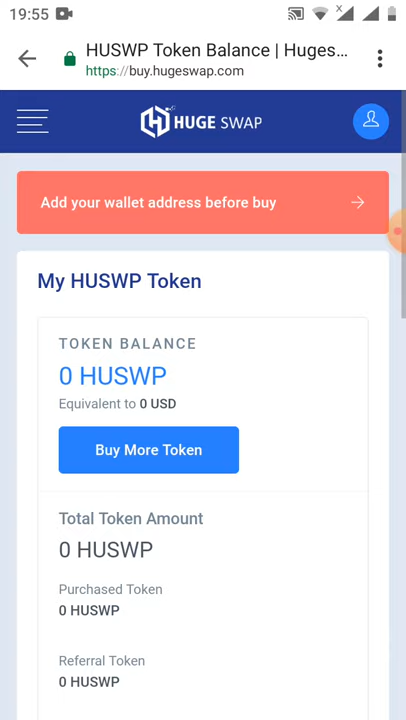 19:55
HUSWP Token Balance | Huges...
https://buy.hugeswap.com
HUGE SWAP
Add your wallet address before buy
My HUSWP Token
TOKEN BALANCE
0 HUSWP
Equivalent to 0 USD
Buy More Token
Total Token Amount
0 HUSWP
Purchased Token
0 HUSWP
Referral Token
0 HUSWP